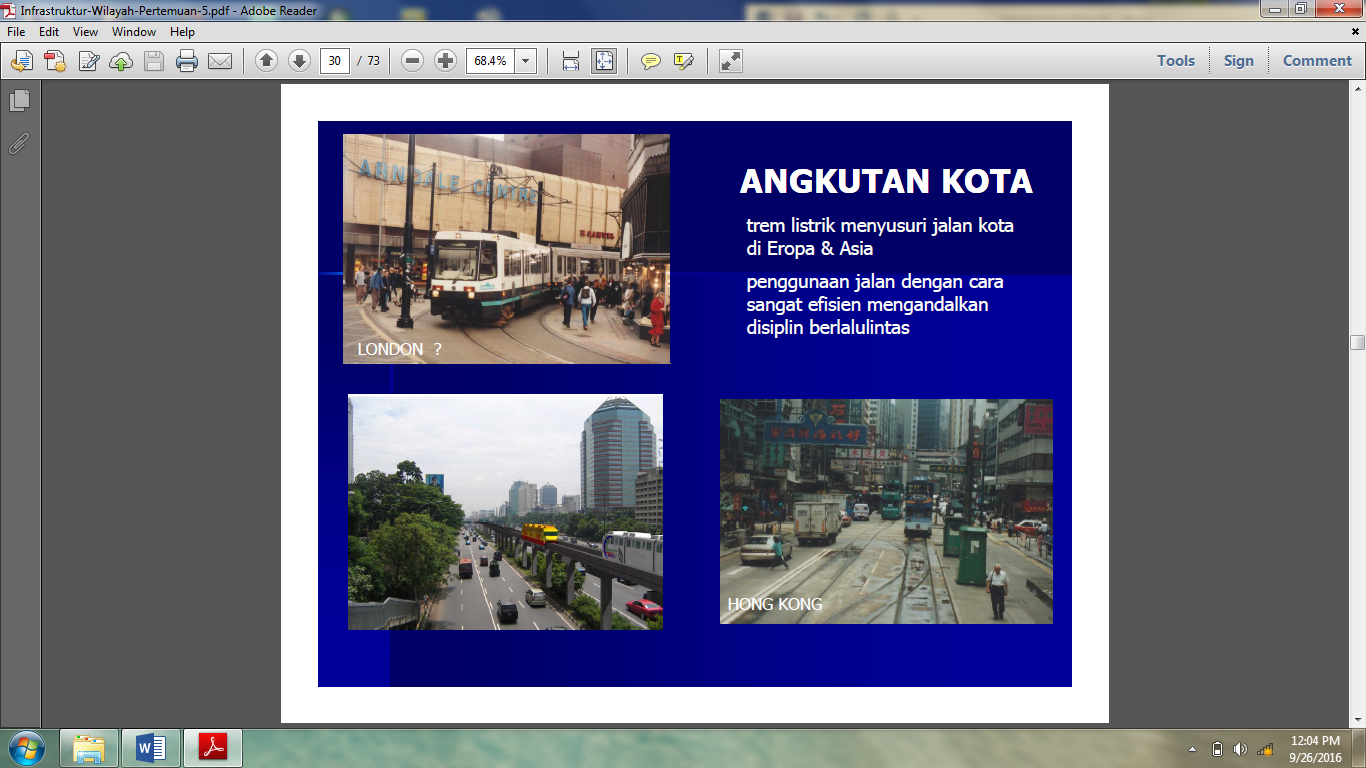 Infrastruktur-Wilayah-Pertemuan-5.pdf - Adobe Reader
File Edit View Window Help
30 / 73 68.4% Tools Sign Comment
ARNDALE CENTRE
LONDON ?
ANGKUTAN KOTA
trem listrik menyusuri jalan kota
di Eropa & Asia
penggunaan jalan dengan cara
sangat efisien mengandalkan
disiplin berlalulintas
HONG KONG
12:04 PM
9/26/2016